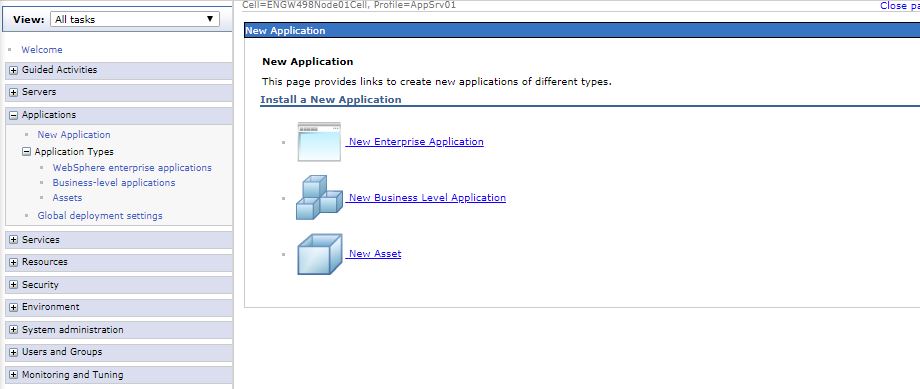 Cell=ENGW498Node01Cell, Profile=AppSrv01
Close pa
View: All tasks
Welcome
Guided Activities
Servers
Applications
New Application
Application Types
WebSphere enterprise applications
Business-level applications
Assets
Global deployment settings
Services
Resources
Security
Environment
System administration
Users and Groups
Monitoring and Tuning
New Application
New Application
This page provides links to create new applications of different types.
Install a New Application
New Enterprise Application
New Business Level Application
New Asset